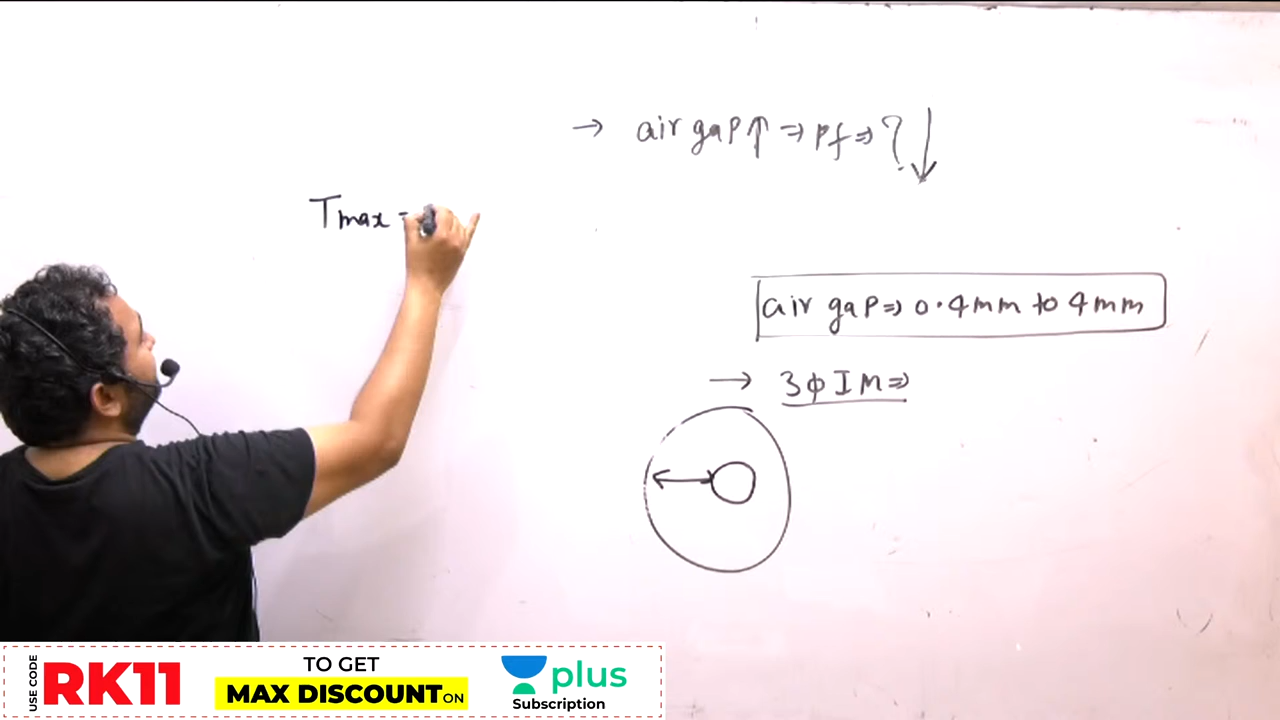 → air gap↑ ⇒ pf ⇒ ? ↓
Tmax =
air gap ⇒ 0.4mm to 4mm
→ 3ϕ IM ⇒
USE CODE
RK11
TO GET
MAX DISCOUNT ON
plus
Subscription